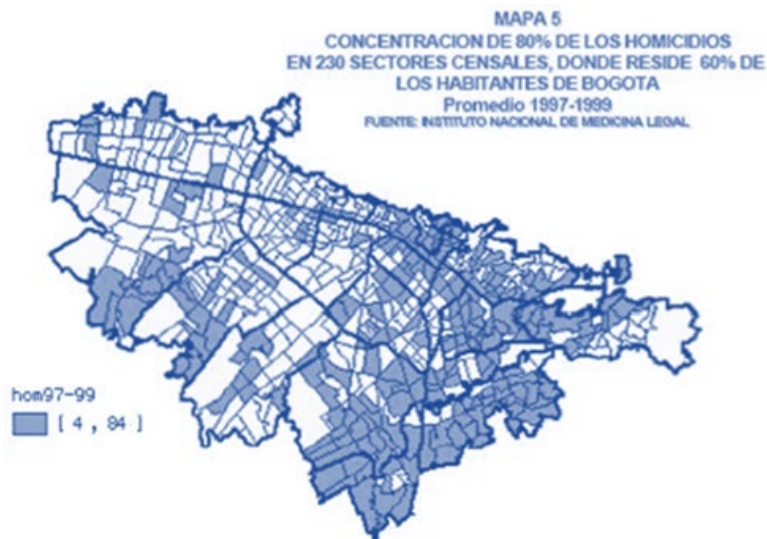 MAPA 5
CONCENTRACION DE 80% DE LOS HOMICIDIOS
EN 230 SECTORES CENSALES, DONDE RESIDE 60% DE
LOS HABITANTES DE BOGOTA
Promedio 1997-1999
FUENTE: INSTITUTO NACIONAL DE MEDICINA LEGAL
hom97-99
[ 4 , 84 ]